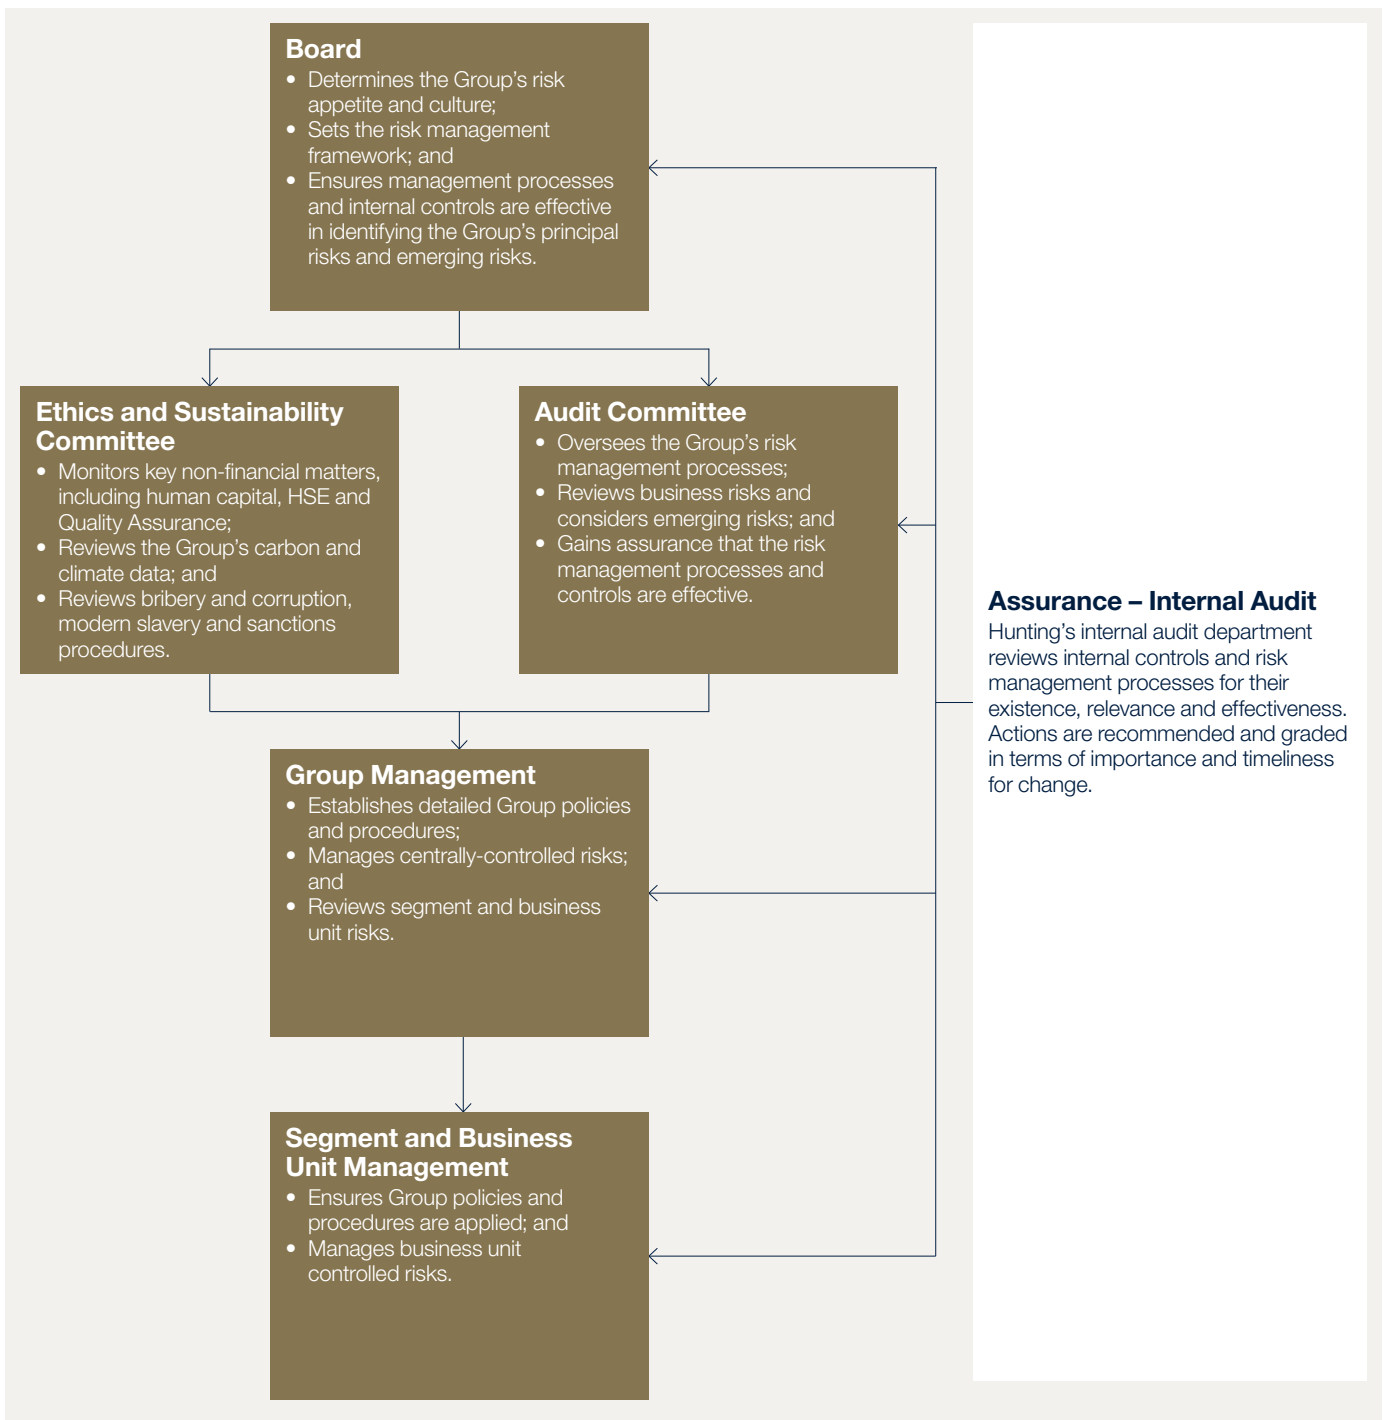 Board
• Determines the Group’s risk
appetite and culture;
• Sets the risk management
framework; and
• Ensures management processes
and internal controls are effective
in identifying the Group’s principal
risks and emerging risks.
Ethics and Sustainability
Committee
• Monitors key non-financial matters,
including human capital, HSE and
Quality Assurance;
• Reviews the Group’s carbon and
climate data; and
• Reviews bribery and corruption,
modern slavery and sanctions
procedures.
Audit Committee
• Oversees the Group’s risk
management processes;
• Reviews business risks and
considers emerging risks; and
• Gains assurance that the risk
management processes and
controls are effective.
Group Management
• Establishes detailed Group policies
and procedures;
• Manages centrally-controlled risks;
and
• Reviews segment and business
unit risks.
Segment and Business
Unit Management
• Ensures Group policies and
procedures are applied; and
• Manages business unit
controlled risks.
Assurance – Internal Audit
Hunting’s internal audit department
reviews internal controls and risk
management processes for their
existence, relevance and effectiveness.
Actions are recommended and graded
in terms of importance and timeliness
for change.